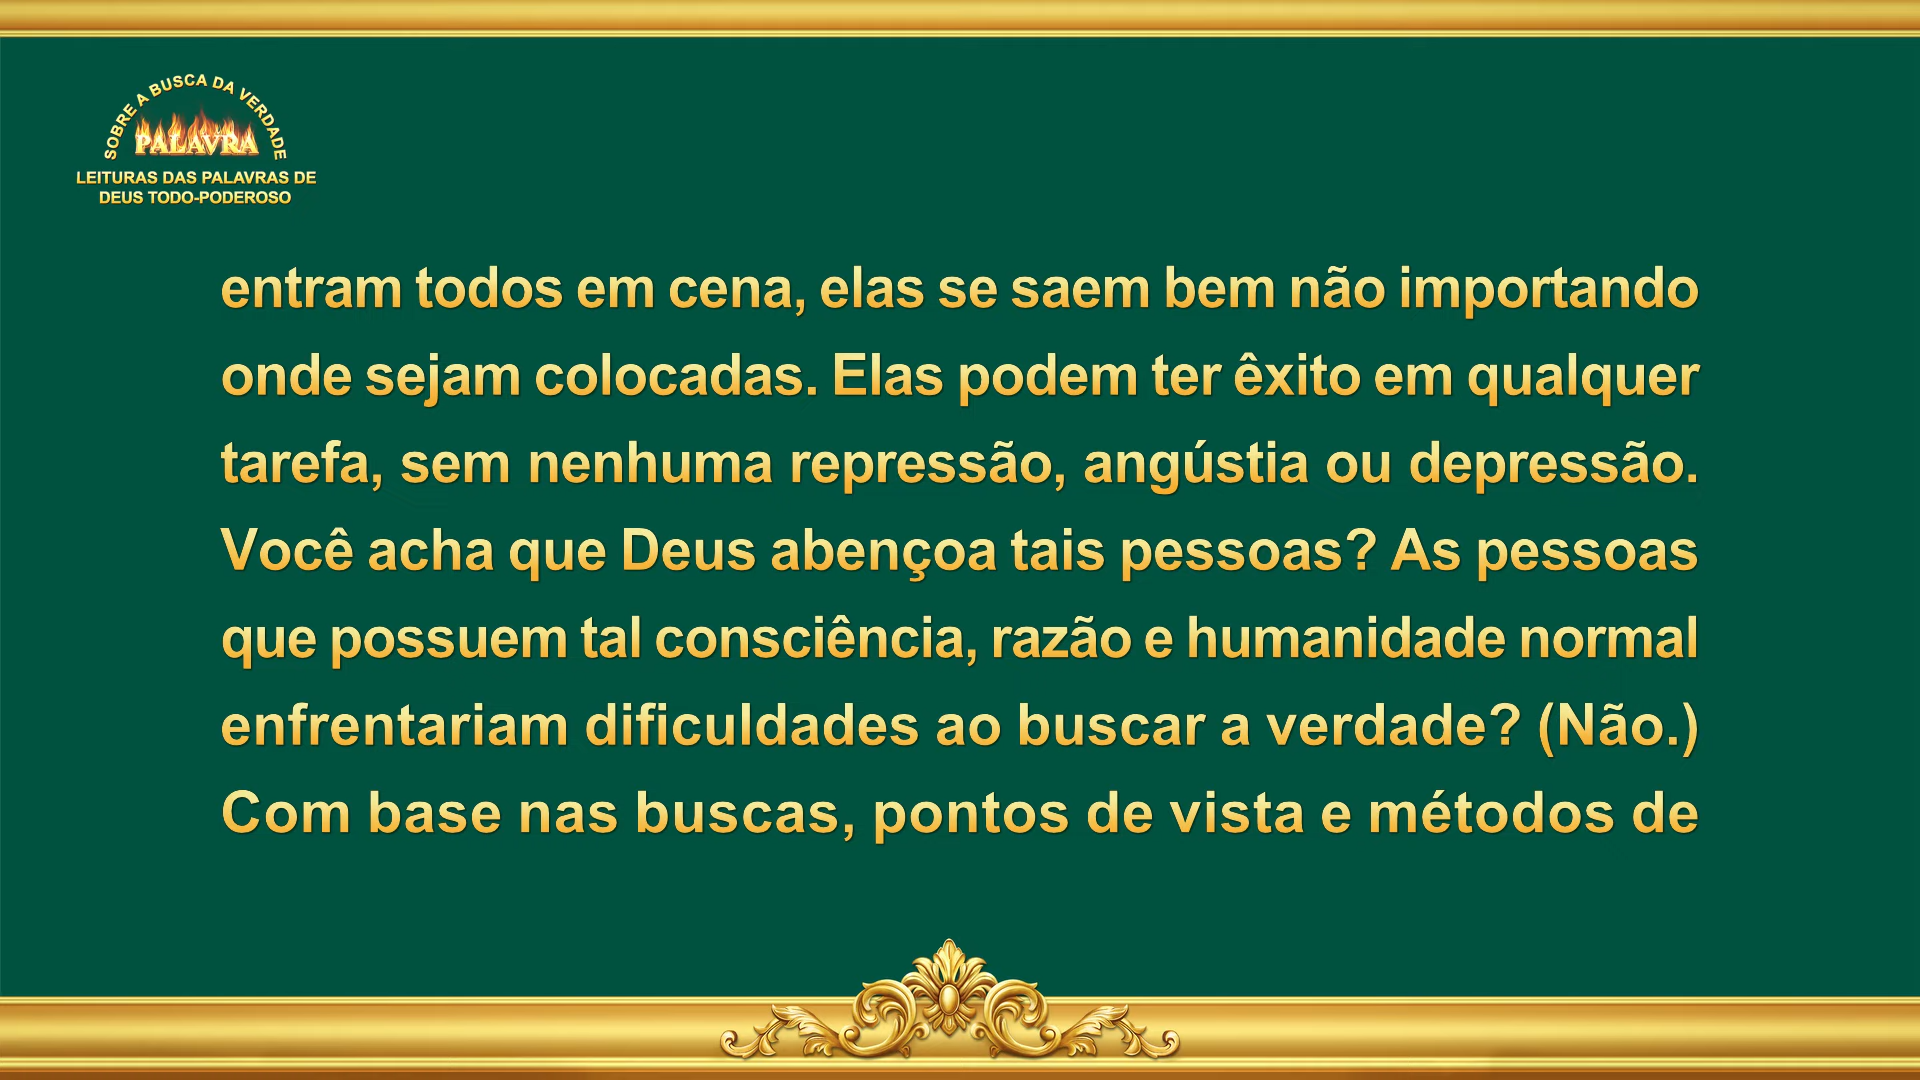 SOBRE A BUSCA DA VERDADE
PALAVRA
LEITURAS DAS PALAVRAS DE
DEUS TODO-PODEROSO
entram todos em cena, elas se saem bem não importando
onde sejam colocadas. Elas podem ter êxito em qualquer
tarefa, sem nenhuma repressão, angústia ou depressão.
Você acha que Deus abençoa tais pessoas? As pessoas
que possuem tal consciência, razão e humanidade normal
enfrentariam dificuldades ao buscar a verdade? (Não.)
Com base nas buscas, pontos de vista e métodos de